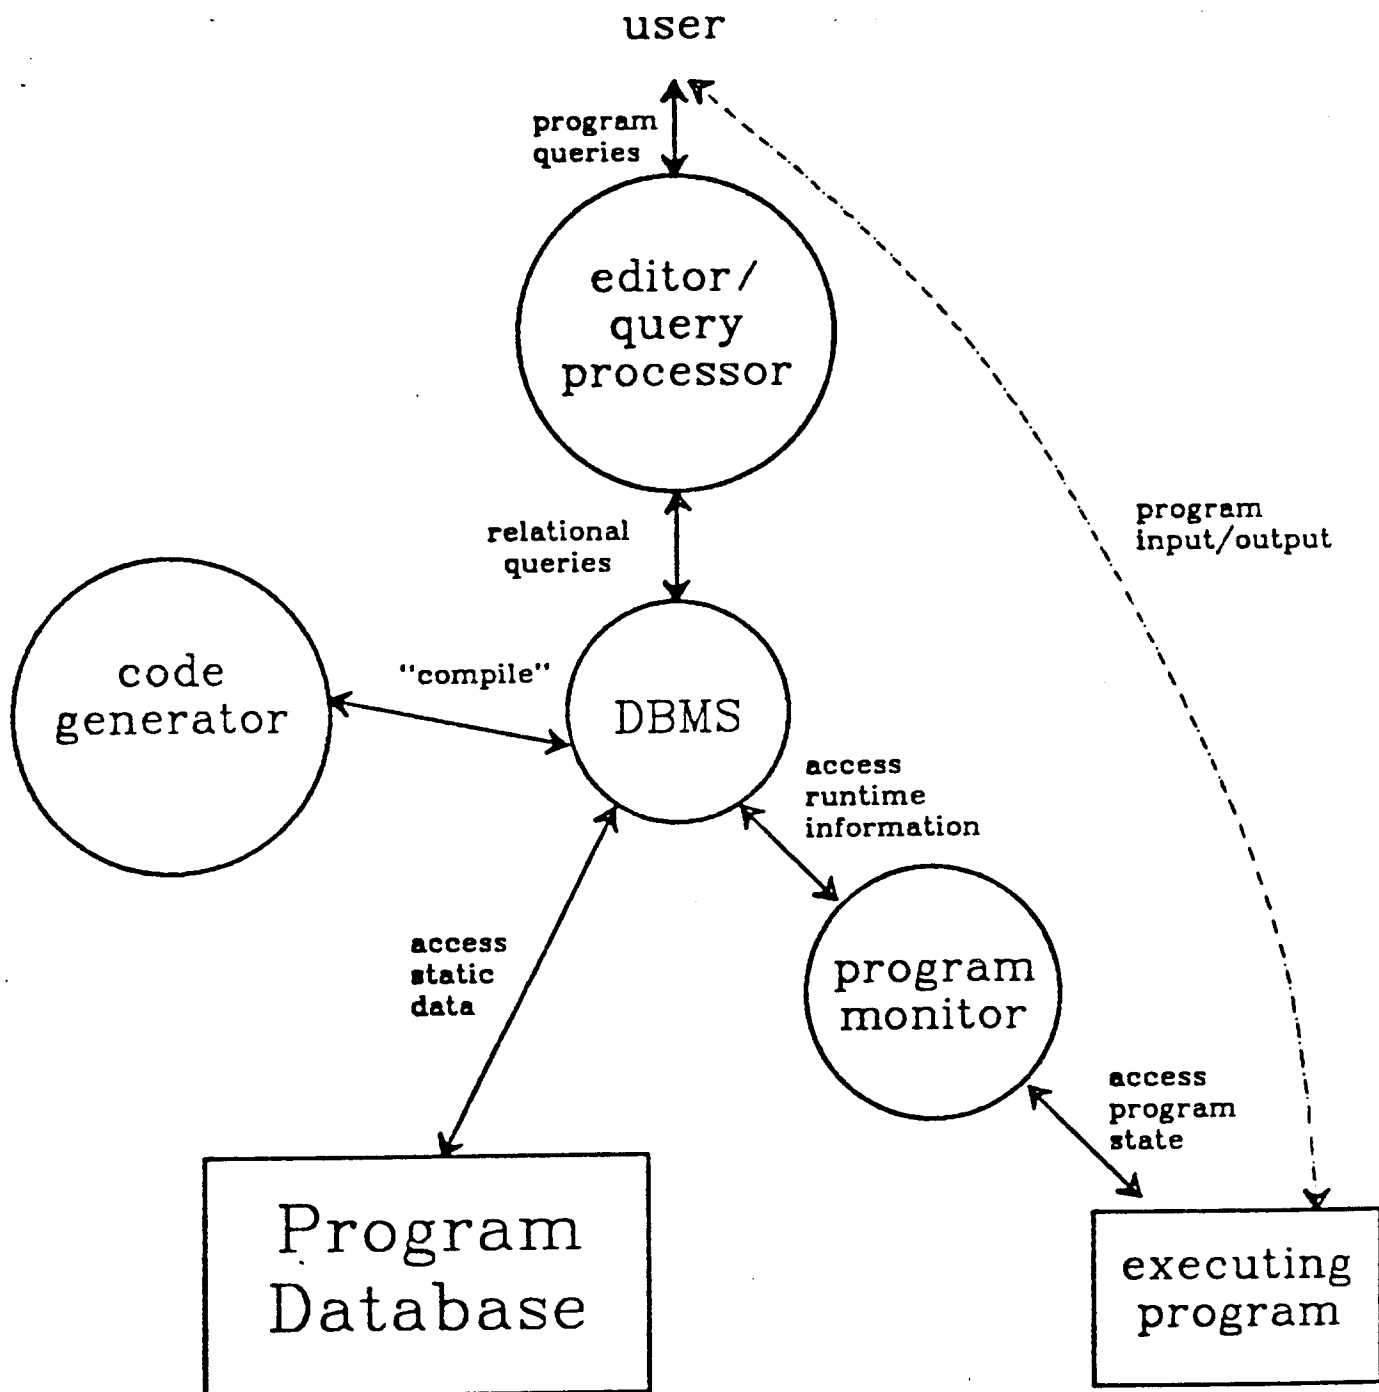 user
program
queries
editor/
query
processor
program
input/output
relational
queries
code
generator
"compile"
DBMS
access
runtime
information
access
static
data
program
monitor
access
program
state
Program
Database
executing
program